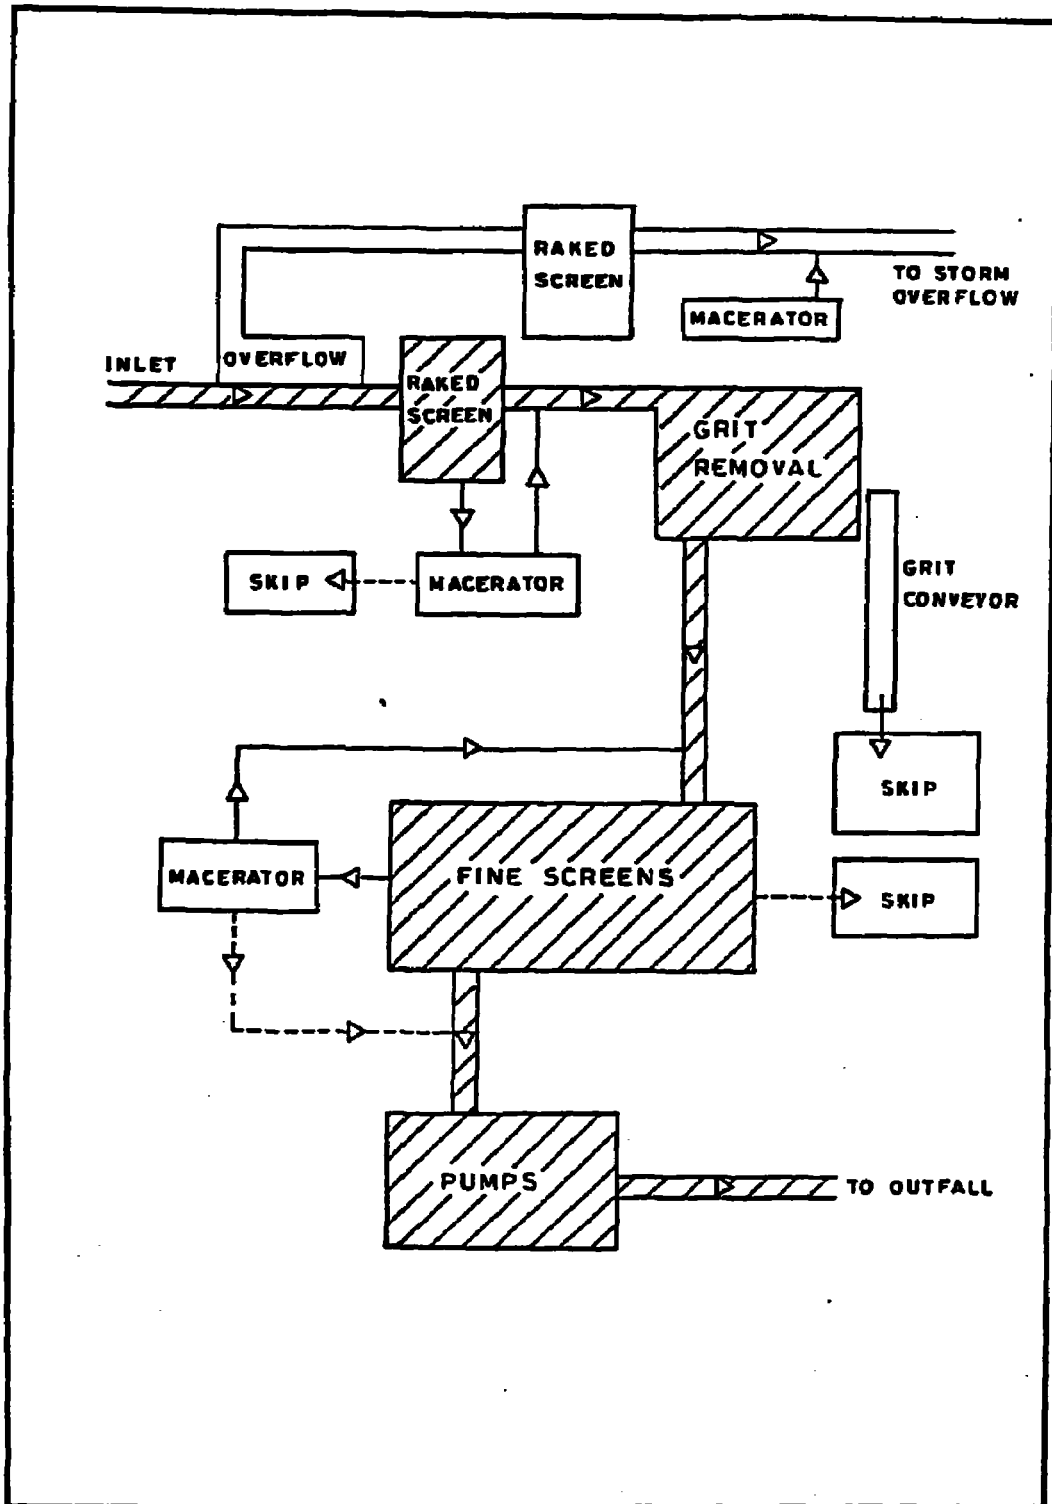 RAKED
SCREEN
TO STORM
OVERFLOW
MACERATOR
INLET
OVERFLOW
RAKED
SCREEN
GRIT
REMOVAL
SKIP
MACERATOR
GRIT
CONVEYOR
SKIP
MACERATOR
FINE SCREENS
SKIP
PUMPS
TO OUTFALL